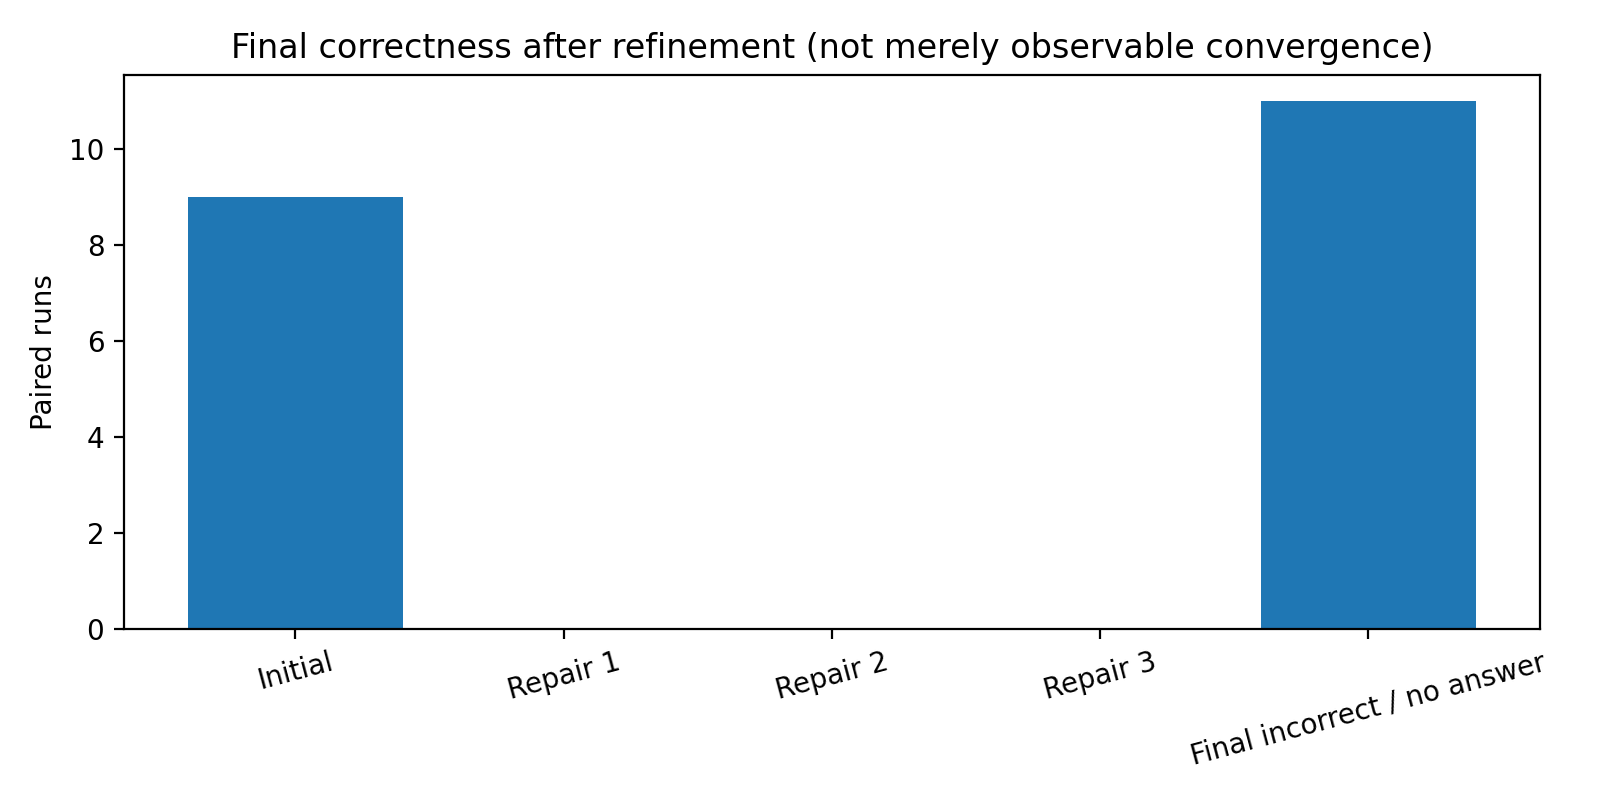 Final correctness after refinement (not merely observable convergence)
Paired runs
10
8
6
4
2
0
Initial
Repair 1
Repair 2
Repair 3
Final incorrect / no answer